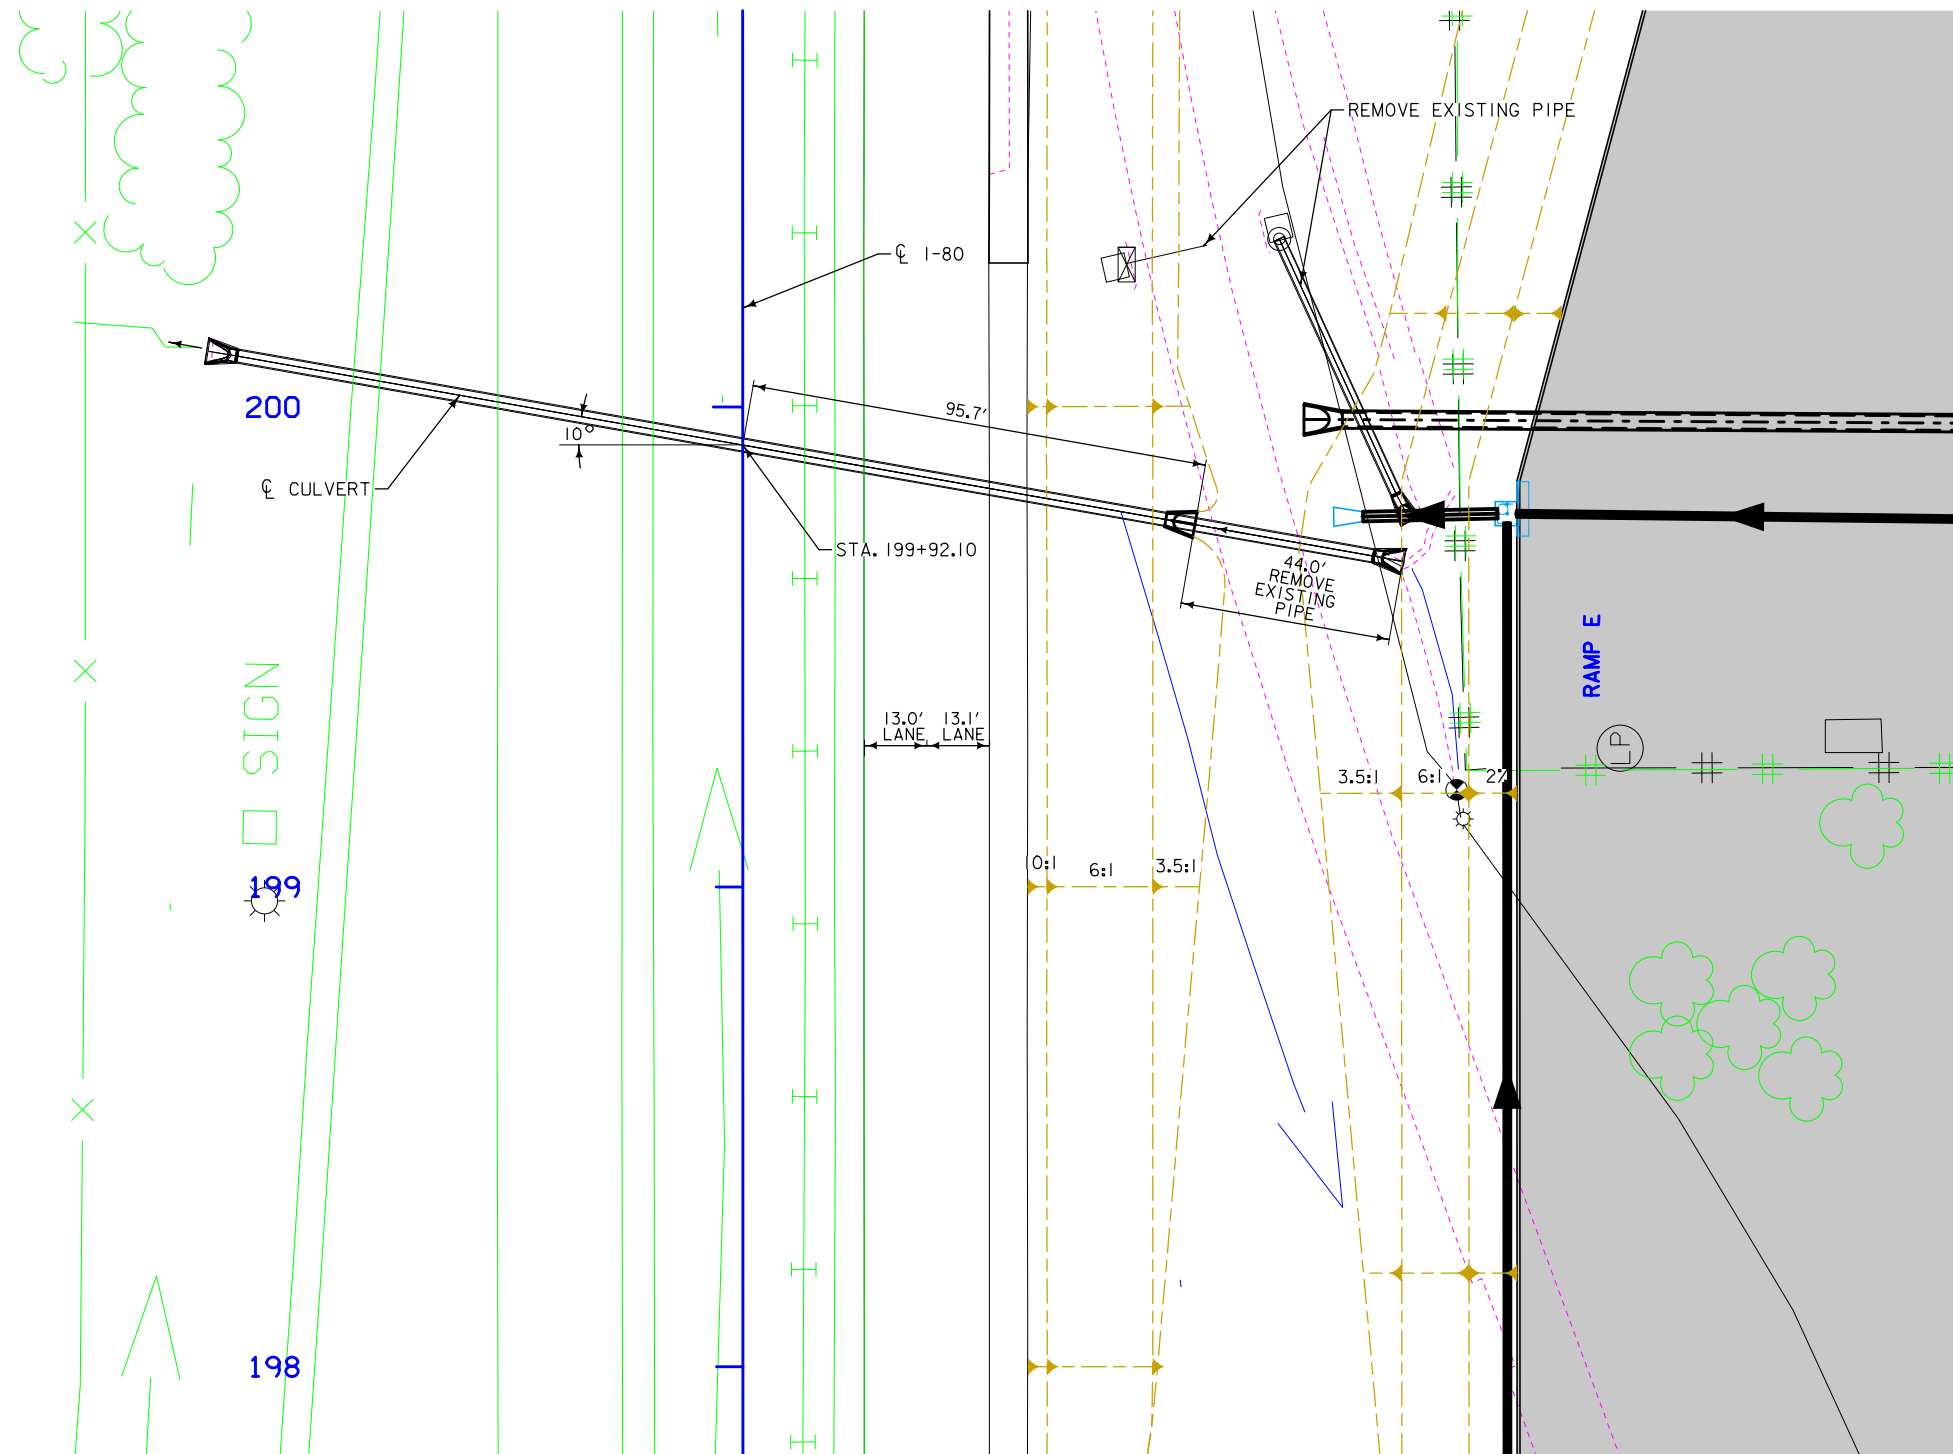 REMOVE EXISTING PIPE
℄ I-80
200
95.7'
10°
℄ CULVERT
STA. 199+92.10
44.0'
REMOVE
EXISTING
PIPE
RAMP E
SIGN
13.0'
LANE
13.1'
LANE
LP
3.5:1
6:1
2%
10:1
6:1
3.5:1
199
198